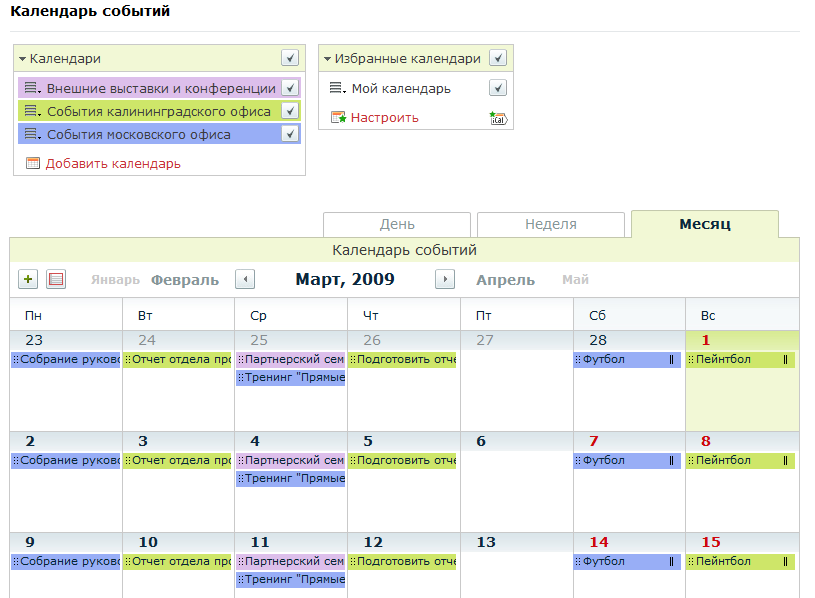 Календарь событий
Календари
Избранные календари
Внешние выставки и конференции
Мой календарь
События калининградского офиса
События московского офиса
Настроить
iCal
Добавить календарь
День Неделя Месяц
Календарь событий
Январь Февраль Март, 2009 Апрель Май
Пн Вт Ср Чт Пт Сб Вс
23 24 25 26 27 28 1
Собрание руково Отчет отдела про Партнерский сем Подготовить отче Футбол Пейнтбол
Тренинг "Прямые
2 3 4 5 6 7 8
Собрание руково Отчет отдела про Партнерский сем Подготовить отче Футбол Пейнтбол
Тренинг "Прямые
9 10 11 12 13 14 15
Собрание руково Отчет отдела про Партнерский сем Подготовить отче Футбол Пейнтбол
Тренинг "Прямые